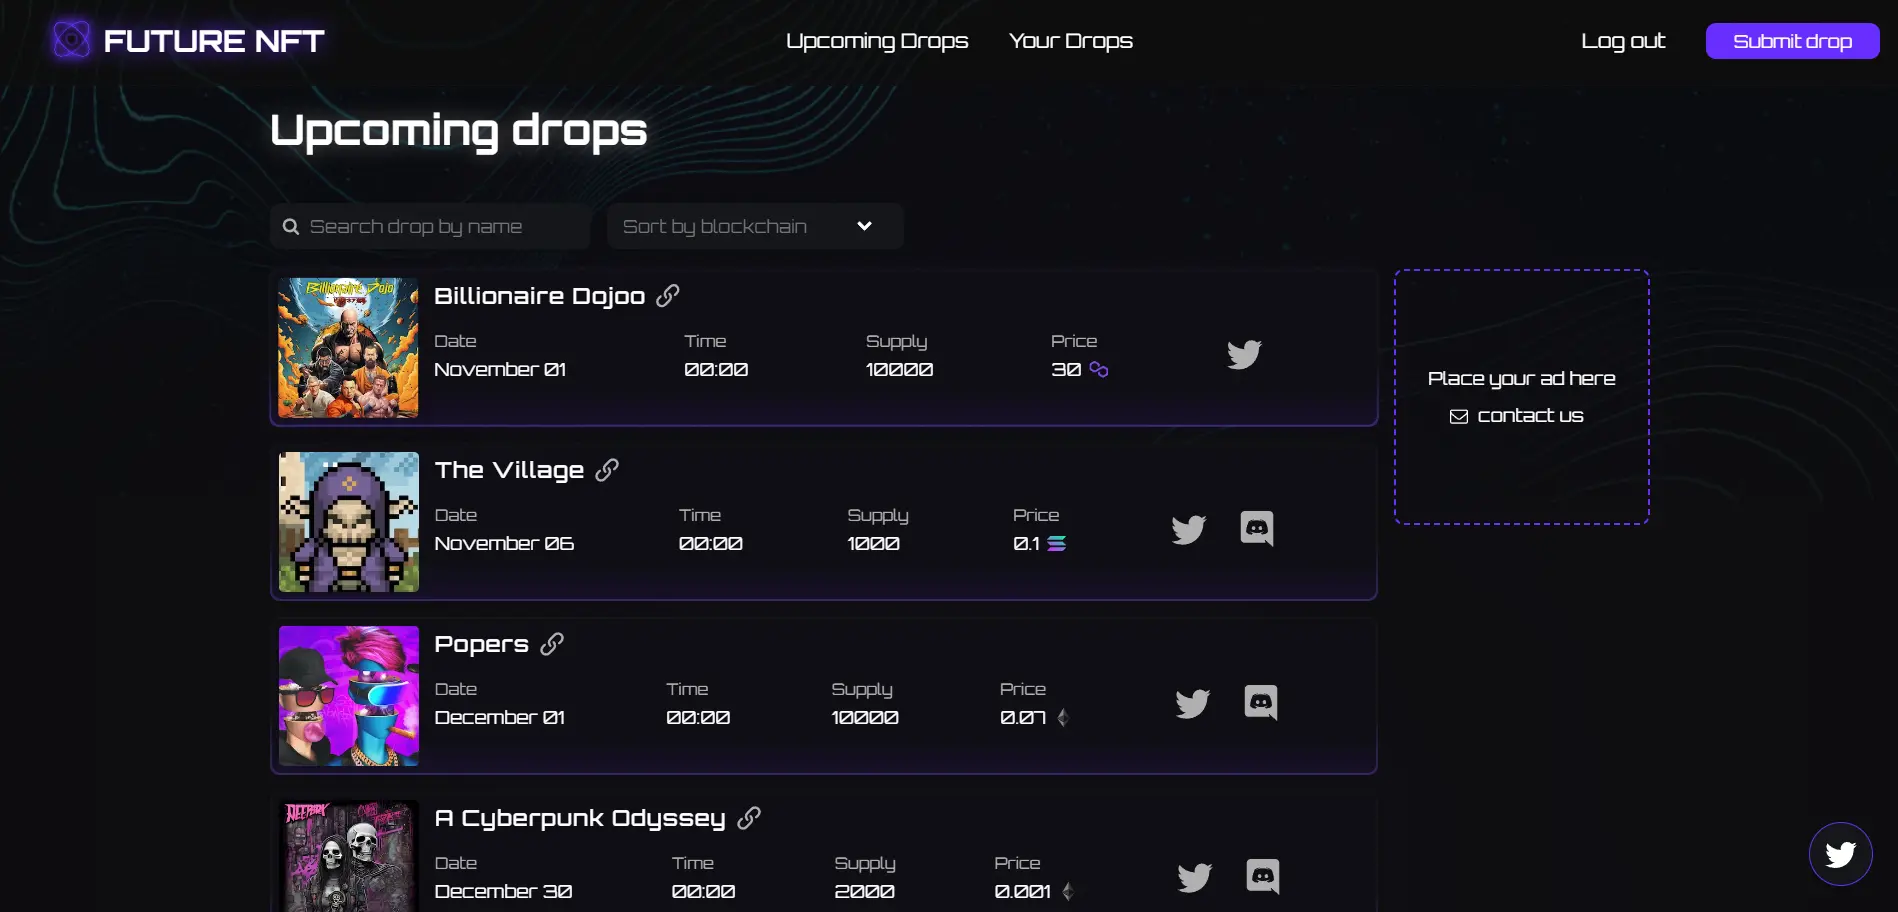 FUTURE NFT
Upcoming Drops
Your Drops
Log out
Submit drop
Upcoming drops
Search drop by name
Sort by blockchain
Billionaire Dojo
Billionaire Dojoo
Date
Time
Supply
Price
November 01
00:00
10000
30
Place your ad here
contact us
The Village
Date
Time
Supply
Price
November 06
00:00
1000
0.1
Popers
Date
Time
Supply
Price
December 01
00:00
10000
0.07
A Cyberpunk Odyssey
Date
Time
Supply
Price
December 30
00:00
2000
0.001